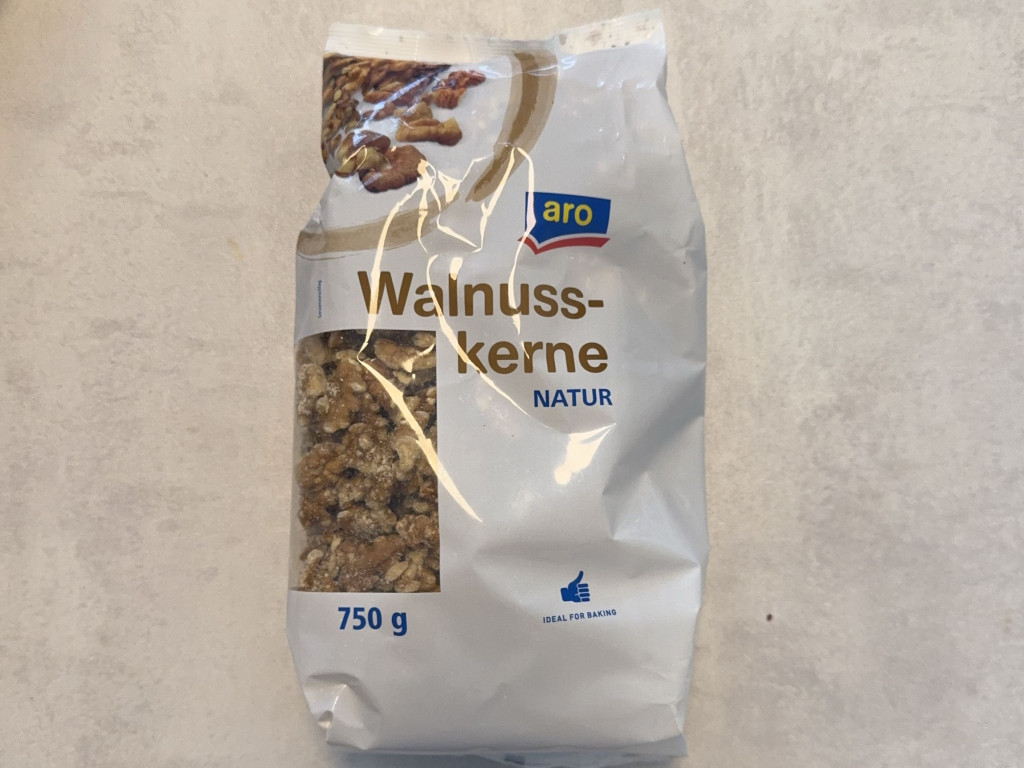 aro
Walnuss-
kerne
NATUR
750 g
IDEAL FOR BAKING